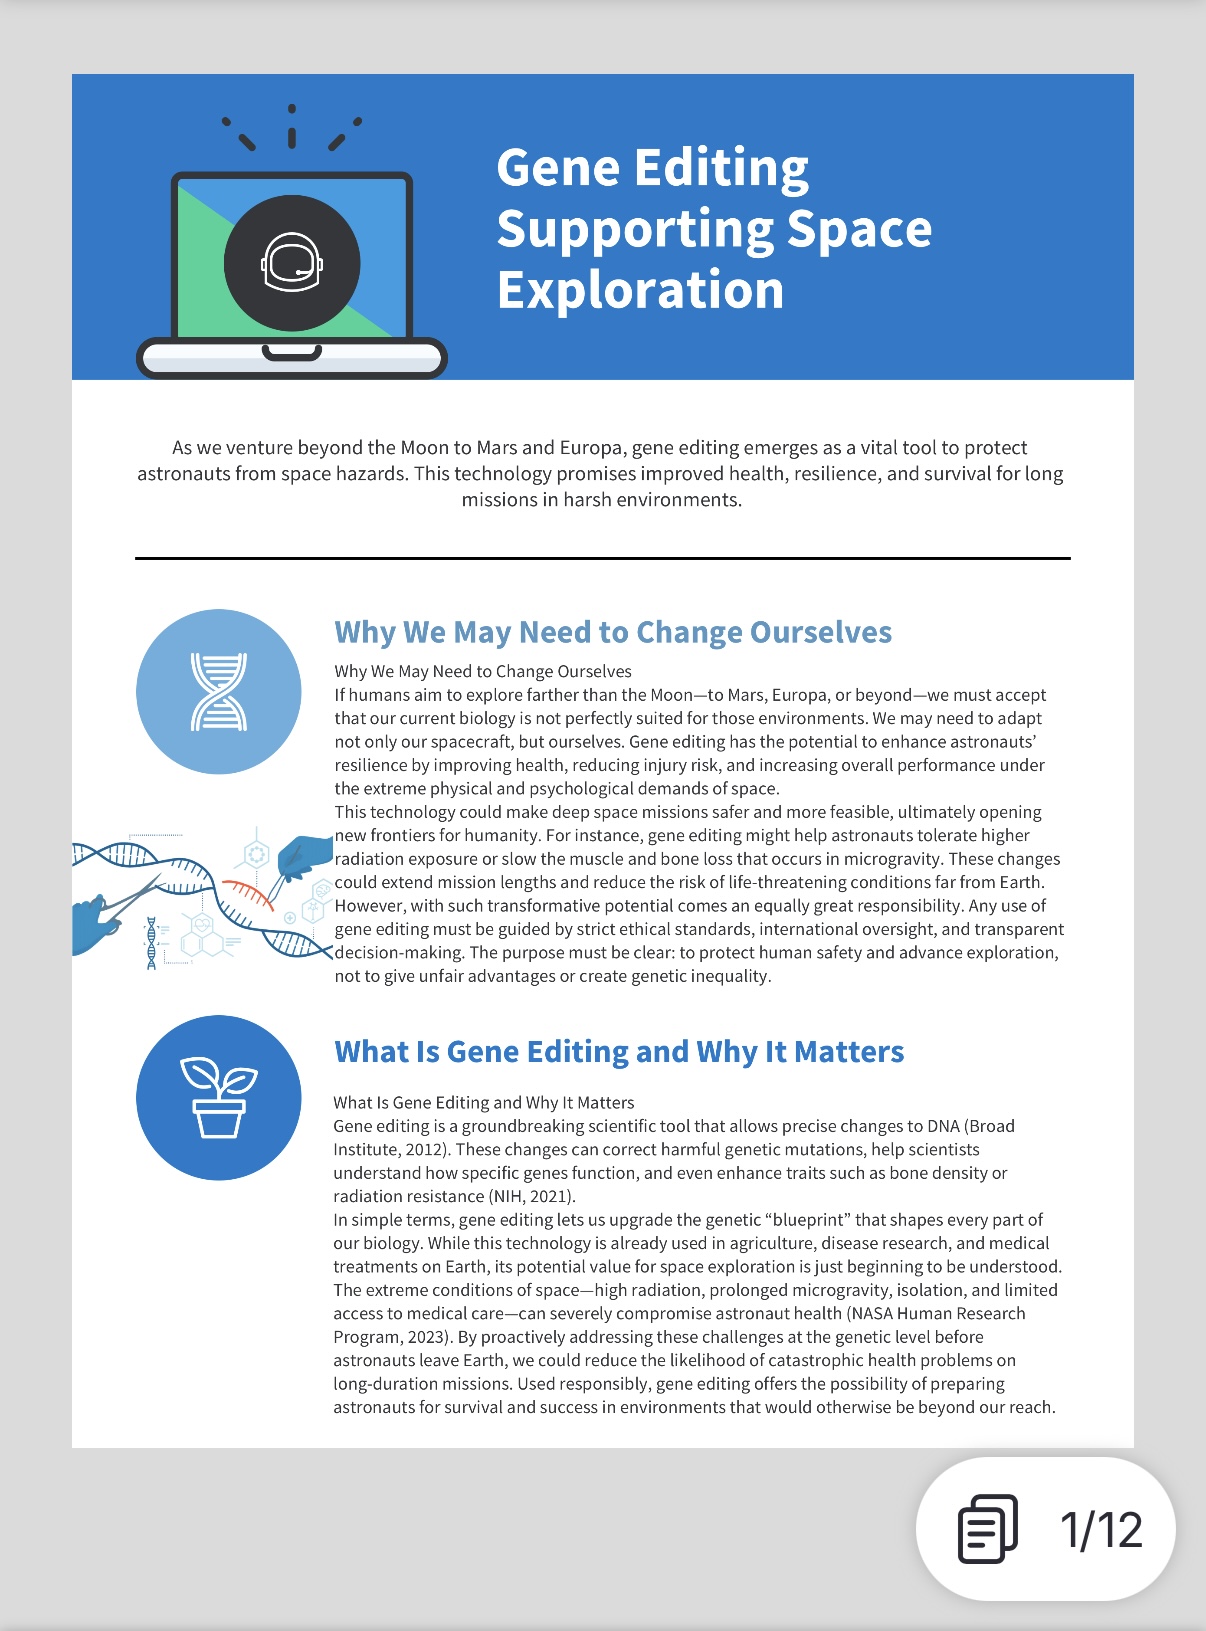 Gene Editing
Supporting Space
Exploration
As we venture beyond the Moon to Mars and Europa, gene editing emerges as a vital tool to protect
astronauts from space hazards. This technology promises improved health, resilience, and survival for long
missions in harsh environments.
Why We May Need to Change Ourselves
Why We May Need to Change Ourselves
If humans aim to explore farther than the Moon—to Mars, Europa, or beyond—we must accept
that our current biology is not perfectly suited for those environments. We may need to adapt
not only our spacecraft, but ourselves. Gene editing has the potential to enhance astronauts’
resilience by improving health, reducing injury risk, and increasing overall performance under
the extreme physical and psychological demands of space.
This technology could make deep space missions safer and more feasible, ultimately opening
new frontiers for humanity. For instance, gene editing might help astronauts tolerate higher
radiation exposure or slow the muscle and bone loss that occurs in microgravity. These changes
could extend mission lengths and reduce the risk of life-threatening conditions far from Earth.
However, with such transformative potential comes an equally great responsibility. Any use of
gene editing must be guided by strict ethical standards, international oversight, and transparent
decision-making. The purpose must be clear: to protect human safety and advance exploration,
not to give unfair advantages or create genetic inequality.
What Is Gene Editing and Why It Matters
What Is Gene Editing and Why It Matters
Gene editing is a groundbreaking scientific tool that allows precise changes to DNA (Broad
Institute, 2012). These changes can correct harmful genetic mutations, help scientists
understand how specific genes function, and even enhance traits such as bone density or
radiation resistance (NIH, 2021).
In simple terms, gene editing lets us upgrade the genetic “blueprint” that shapes every part of
our biology. While this technology is already used in agriculture, disease research, and medical
treatments on Earth, its potential value for space exploration is just beginning to be understood.
The extreme conditions of space—high radiation, prolonged microgravity, isolation, and limited
access to medical care—can severely compromise astronaut health (NASA Human Research
Program, 2023). By proactively addressing these challenges at the genetic level before
astronauts leave Earth, we could reduce the likelihood of catastrophic health problems on
long-duration missions. Used responsibly, gene editing offers the possibility of preparing
astronauts for survival and success in environments that would otherwise be beyond our reach.
1/12